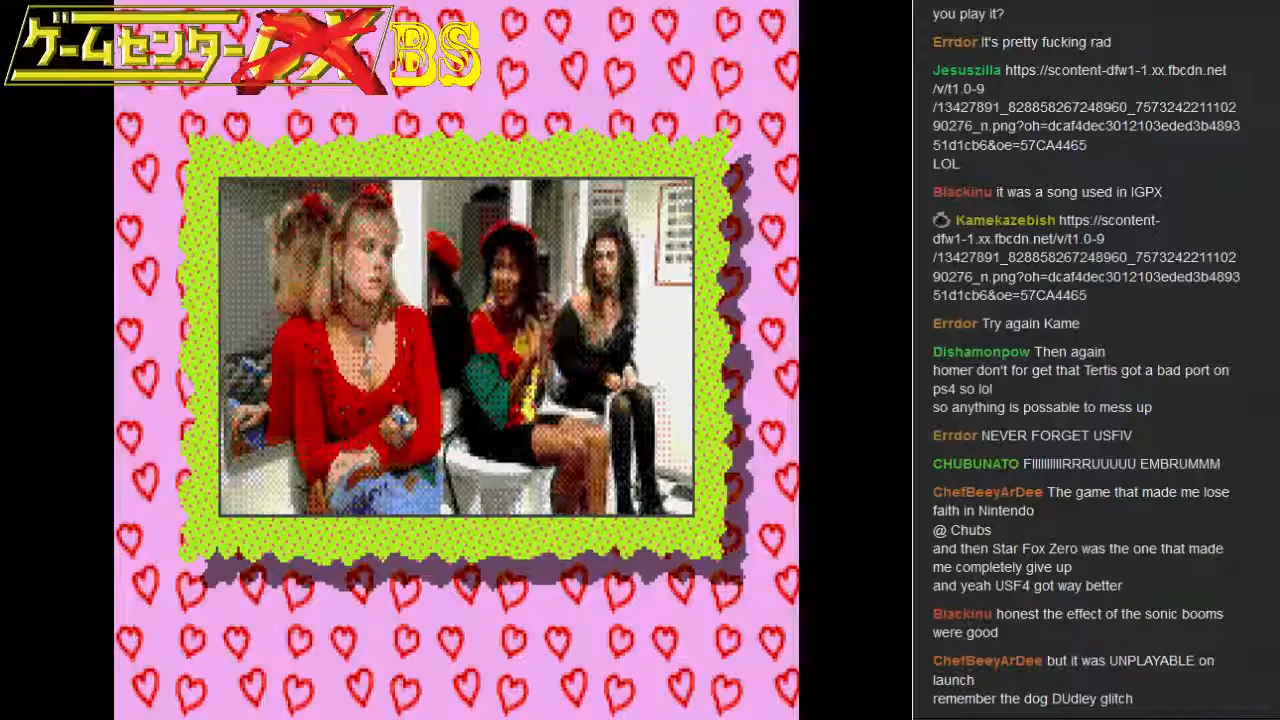 ゲームセンターDX BS
you play it?
Errdor It's pretty fucking rad
Jesuszilla https://scontent-dfw1-1.xx.fbcdn.net
/v/t1.0-9
/13427891_828858267248960_7573242211102
90276_n.png?oh=dcaf4dec3012103eded3b4893
51d1cb6&oe=57CA4465
LOL
Blackinu it was a song used in IGPX
Kamekazebish https://scontent-
dfw1-1.xx.fbcdn.net/v/t1.0-9
/13427891_828858267248960_7573242211102
90276_n.png?oh=dcaf4dec3012103eded3b4893
51d1cb6&oe=57CA4465
Errdor Try again Kame
Dishamonpow Then again
homer don't for get that Tertis got a bad port on
ps4 so lol
so anything is possable to mess up
Errdor NEVER FORGET USFIV
CHUBUNATO FIIIIIIIIIIRRRUUUUU EMBRUMMM
ChefBeeyArDee The game that made me lose
faith in Nintendo
@ Chubs
and then Star Fox Zero was the one that made
me completely give up
and yeah USF4 got way better
Blackinu honest the effect of the sonic booms
were good
ChefBeeyArDee but it was UNPLAYABLE on
launch
remember the dog DUdley glitch